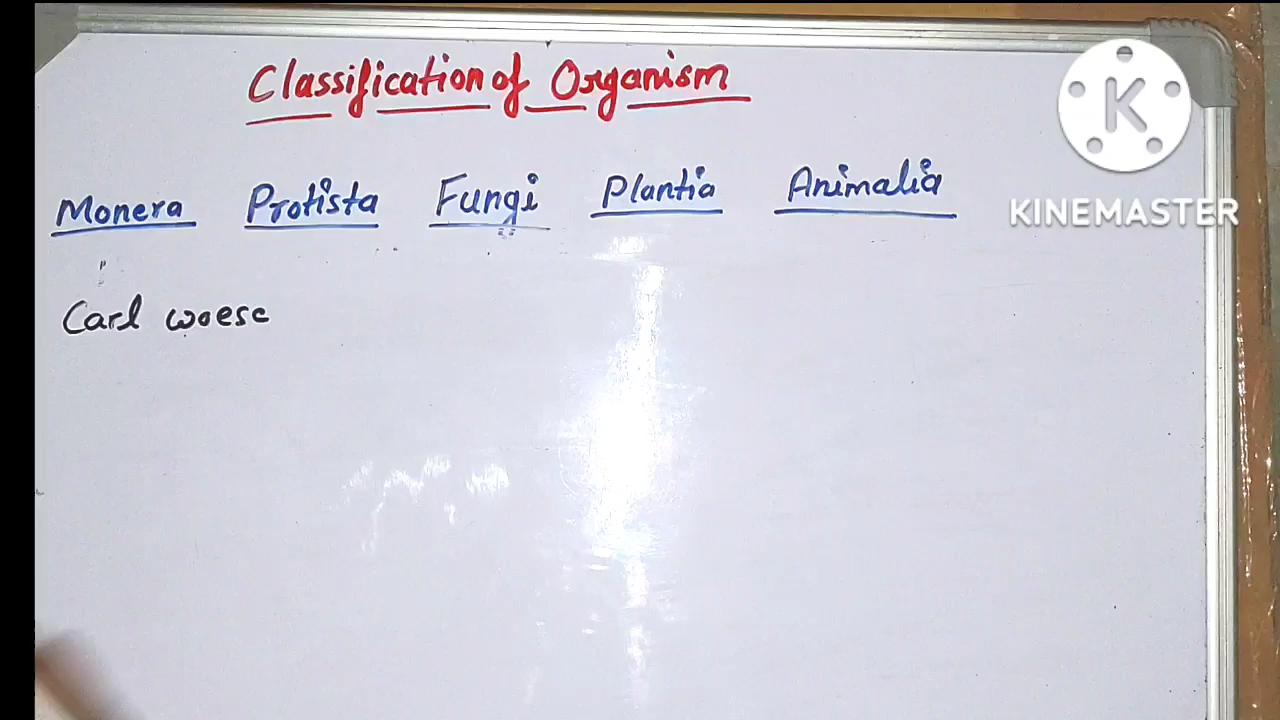 Classification of Organism
Monera Protista Fungi Plantia Animalia
Carl woese
K
KINEMASTER